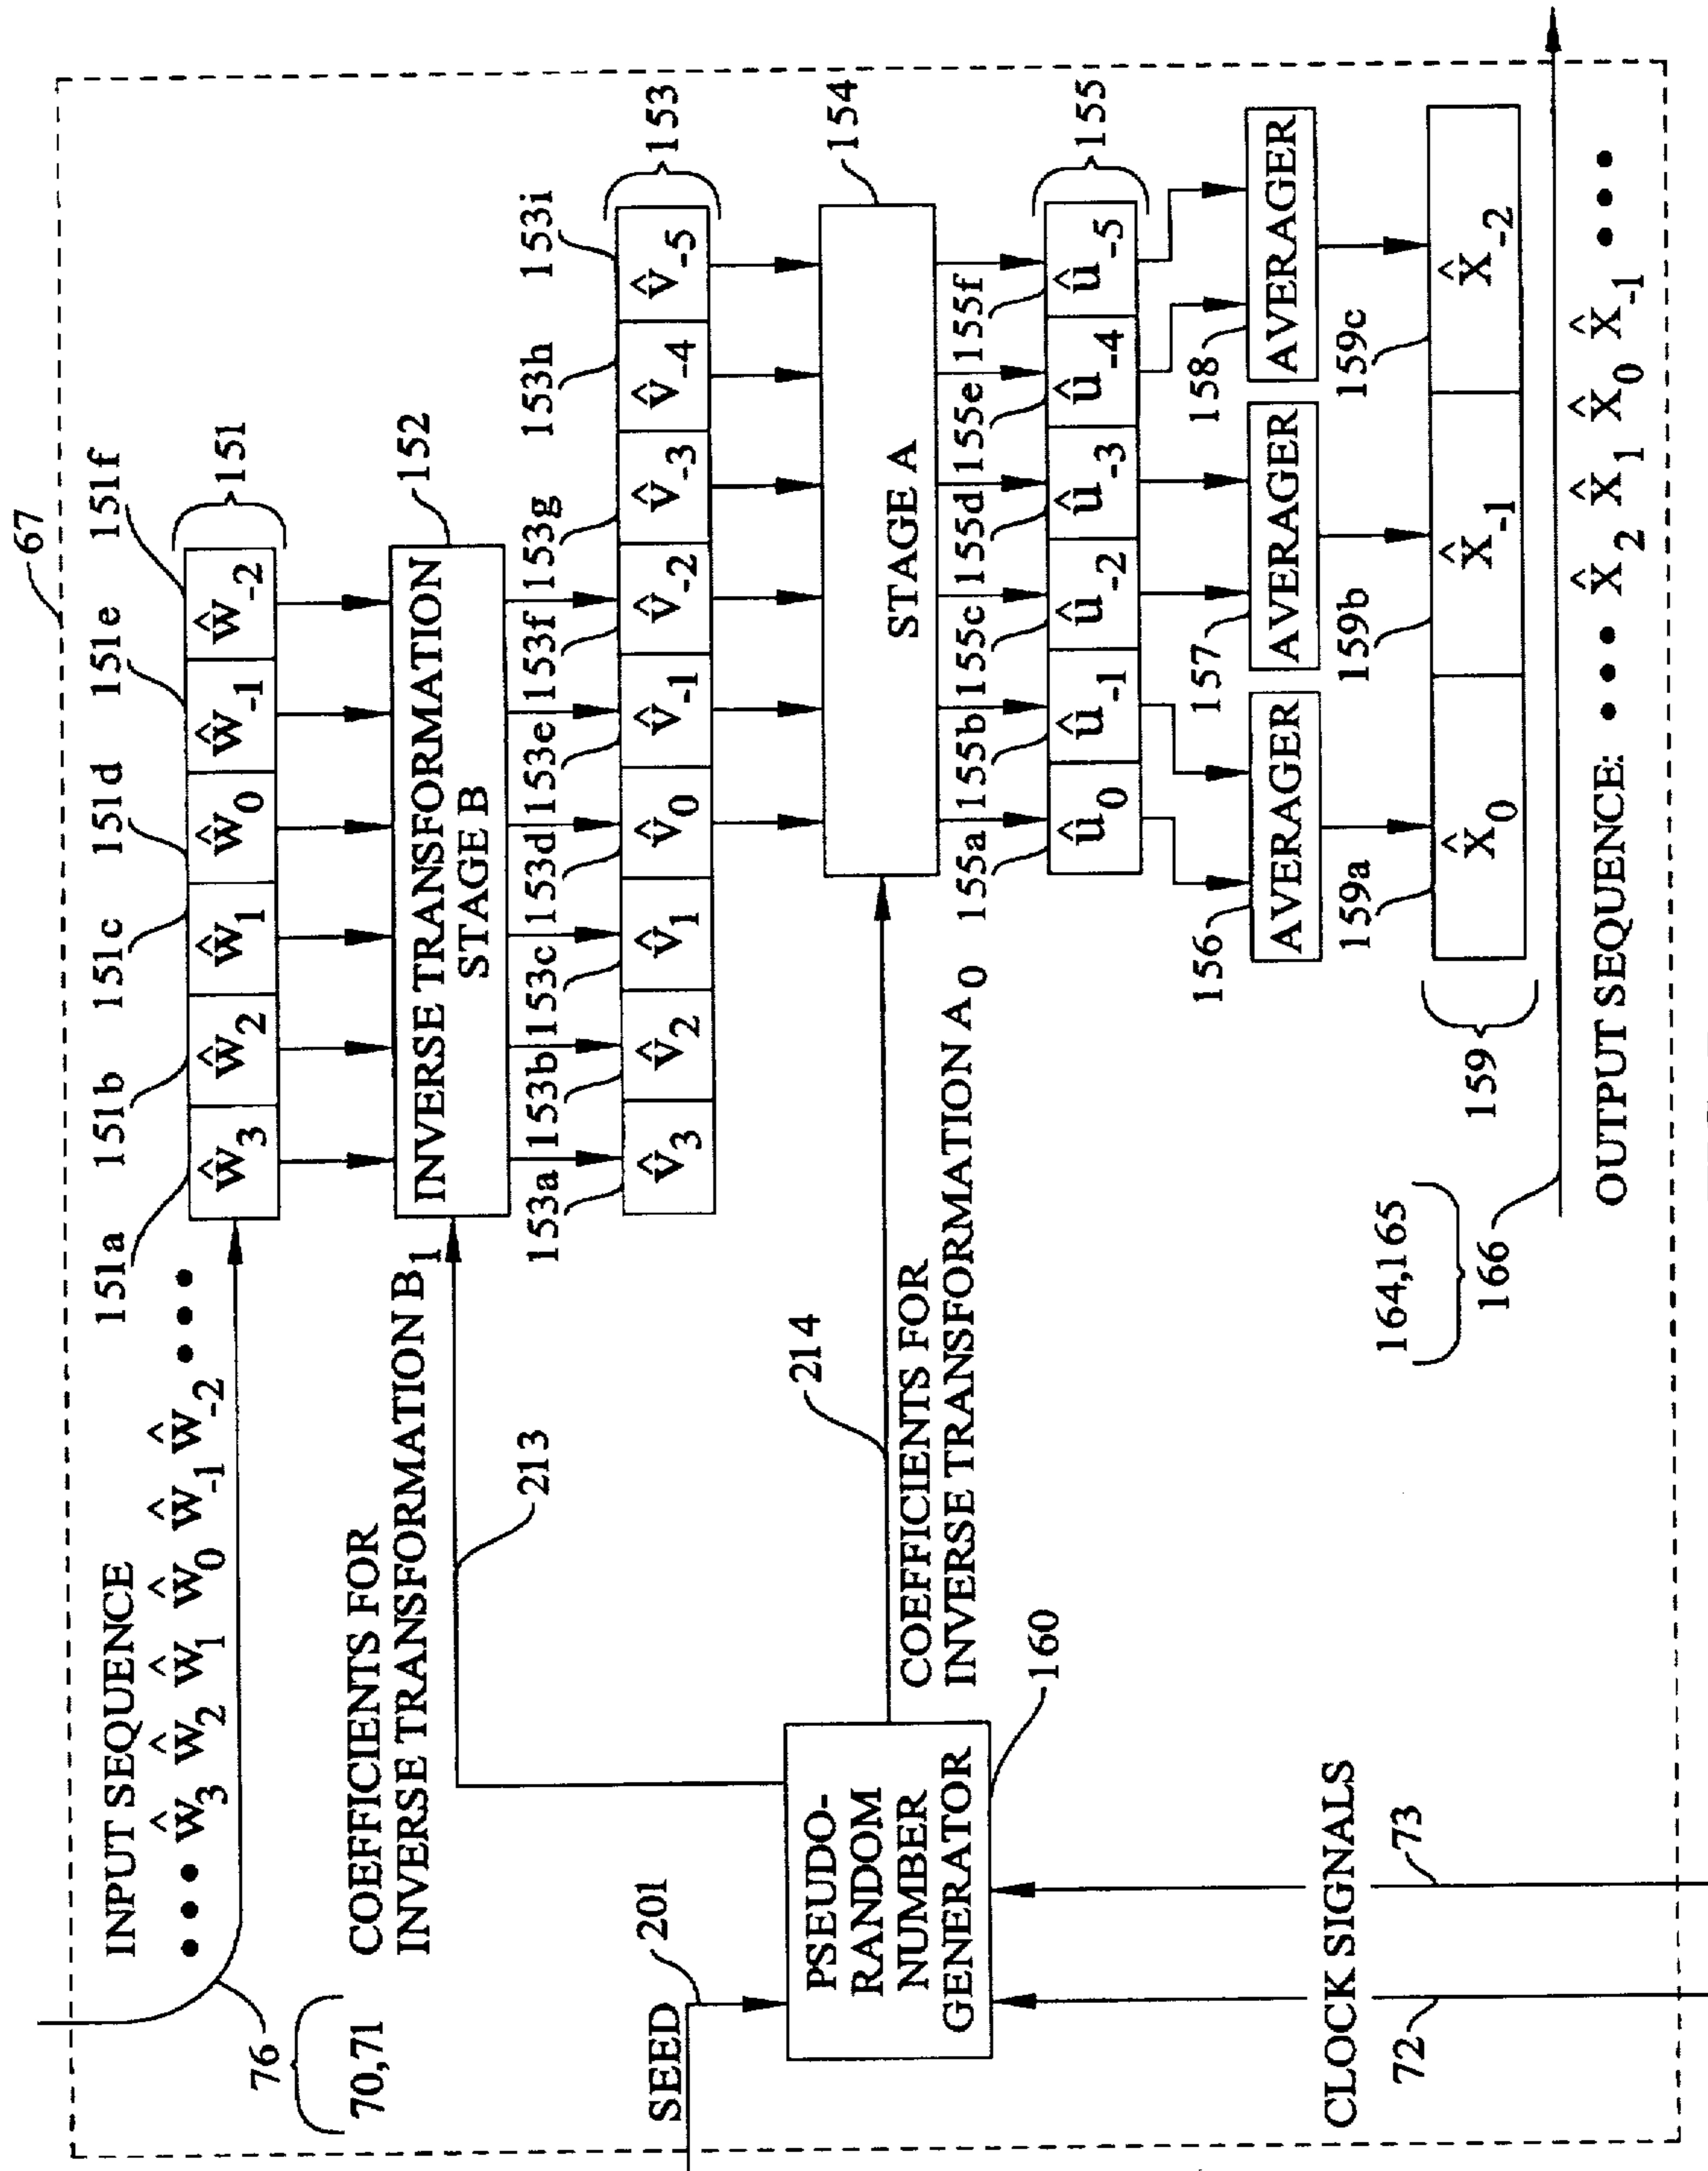 67
INPUT SEQUENCE
• • • ŵ3 ŵ2 ŵ1 ŵ0 ŵ-1 ŵ-2 • • •
76
70,71
151a 151b 151c 151d 151e 151f
ŵ3 ŵ2 ŵ1 ŵ0 ŵ-1 ŵ-2
151
COEFFICIENTS FOR
INVERSE TRANSFORMATION B1
213
INVERSE TRANSFORMATION
STAGE B
152
153a 153b 153c 153d 153e 153f 153g 153h 153i
v̂3 v̂2 v̂1 v̂0 v̂-1 v̂-2 v̂-3 v̂-4 v̂-5
153
SEED
201
PSEUDO-
RANDOM
NUMBER
GENERATOR
160
214
COEFFICIENTS FOR
INVERSE TRANSFORMATION A0
STAGE A
154
155a 155b 155c 155d 155e 155f
û0 û-1 û-2 û-3 û-4 û-5
155
156 157 158
AVERAGER AVERAGER AVERAGER
159a 159b 159c
x̂0 x̂-1 x̂-2
159
CLOCK SIGNALS
72 73
164,165
166
OUTPUT SEQUENCE: • • • x̂2 x̂1 x̂0 x̂-1 • • •